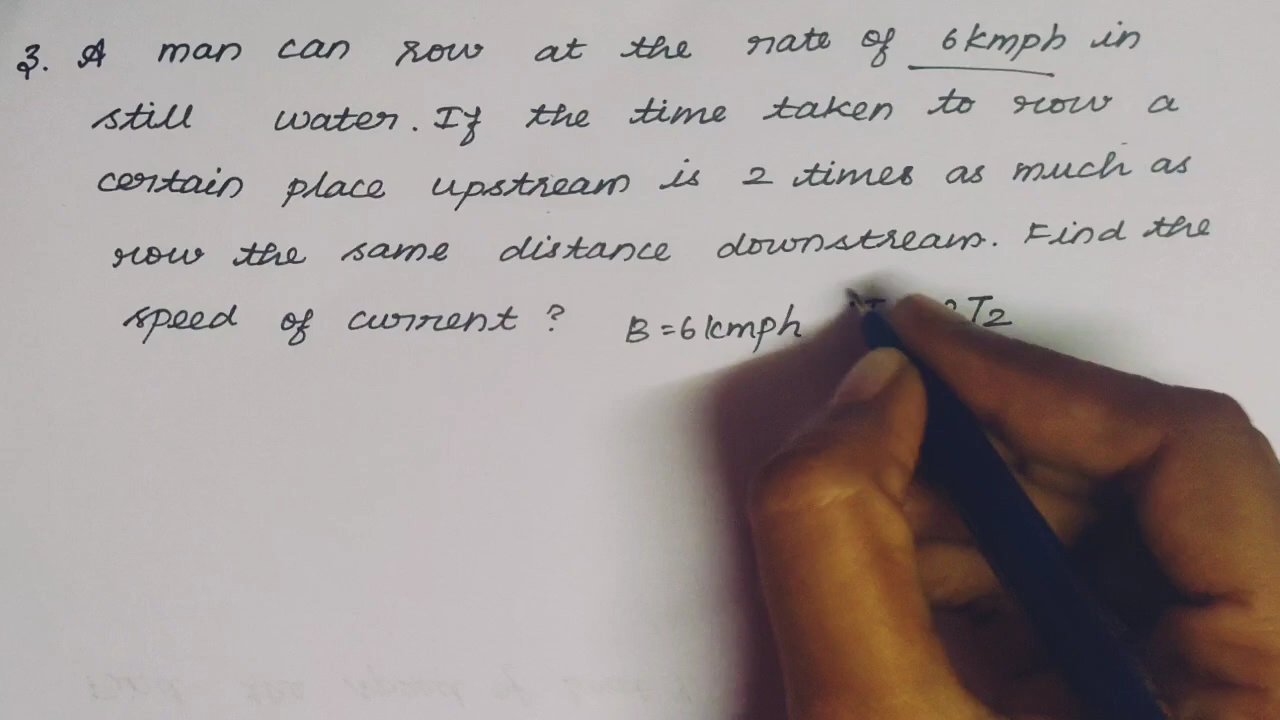 3. A man can row at the rate of 6kmph in
still water. If the time taken to row a
certain place upstream is 2 times as much as
row the same distance downstream. Find the
speed of current ? B = 6kmph T2